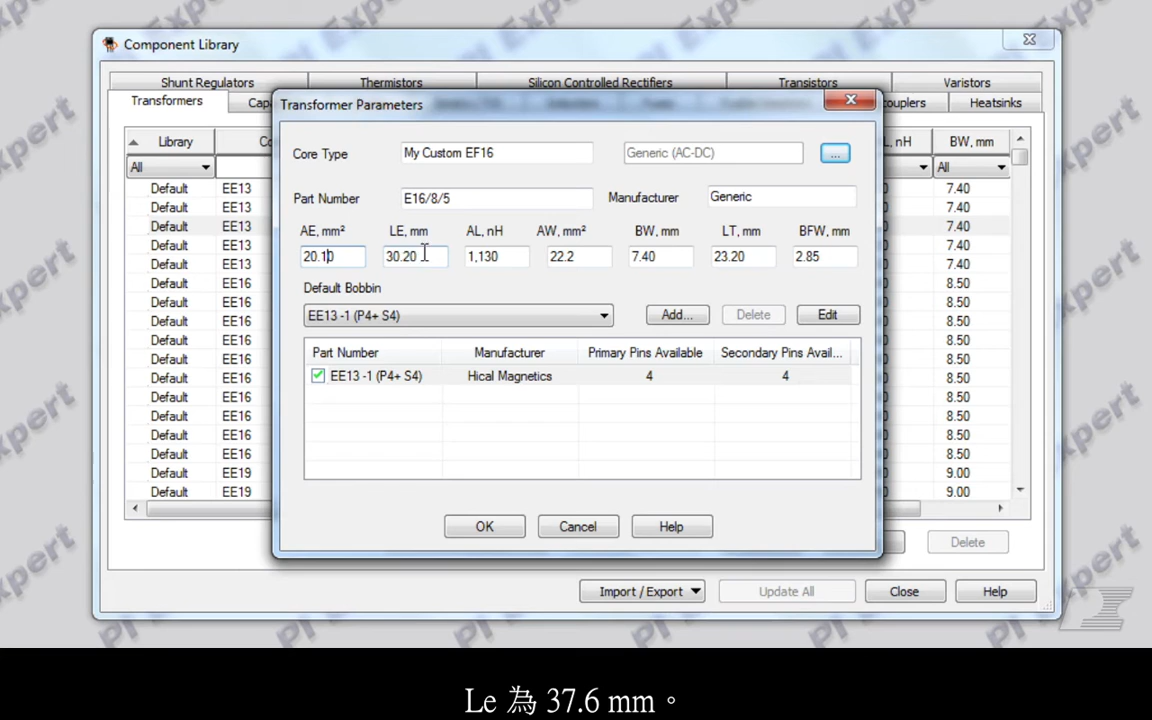 Component Library
Shunt Regulators Thermistors Silicon Controlled Rectifiers Transistors Varistors
Transformers Heatsinks
Transformer Parameters
Library BW, mm
All All
Core Type My Custom EF16 Generic (AC-DC) ...
Part Number E16/8/5 Manufacturer Generic
AE, mm² LE, mm AL, nH AW, mm² BW, mm LT, mm BFW, mm
20.10 30.20 1,130 22.2 7.40 23.20 2.85
Default Bobbin
EE13 -1 (P4+ S4) Add... Delete Edit
Part Number Manufacturer Primary Pins Available Secondary Pins Avail...
EE13 -1 (P4+ S4) Hical Magnetics 4 4
OK Cancel Help
Default EE13 7.40
Default EE13 7.40
Default EE13 7.40
Default EE13 7.40
Default EE13 7.40
Default EE16 8.50
Default EE16 8.50
Default EE16 8.50
Default EE16 8.50
Default EE16 8.50
Default EE16 8.50
Default EE16 8.50
Default EE16 8.50
Default EE16 8.50
Default EE16 8.50
Default EE19 9.00
Default EE19 9.00
Delete
Import / Export Update All Close Help
Le 為 37.6 mm。